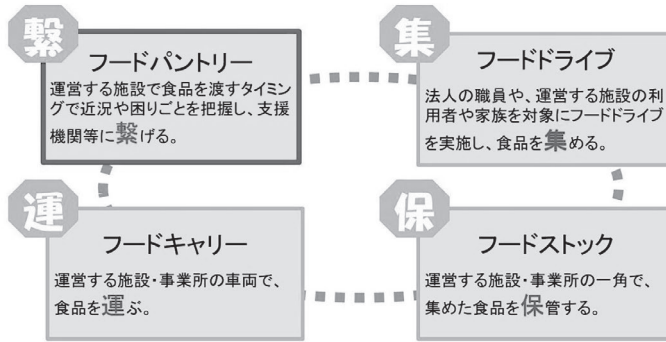 繋
フードパントリー
運営する施設で食品を渡すタイミン
グで近況や困りごとを把握し、支援
機関等に繋げる。
集
フードドライブ
法人の職員や、運営する施設の利
用者や家族を対象にフードドライブ
を実施し、食品を集める。
運
フードキャリー
運営する施設・事業所の車両で、
食品を運ぶ。
保
フードストック
運営する施設・事業所の一角で、
集めた食品を保管する。